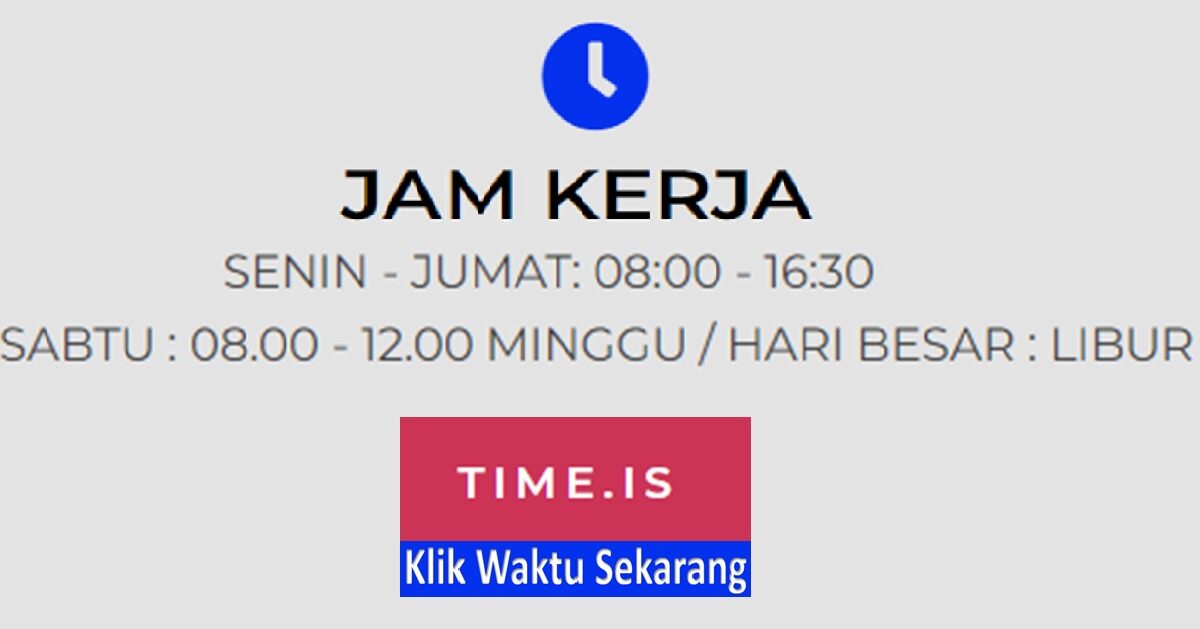 JAM KERJA
SENIN - JUMAT: 08:00 - 16:30
SABTU : 08.00 - 12.00 MINGGU / HARI BESAR : LIBUR
TIME.IS
Klik Waktu Sekarang